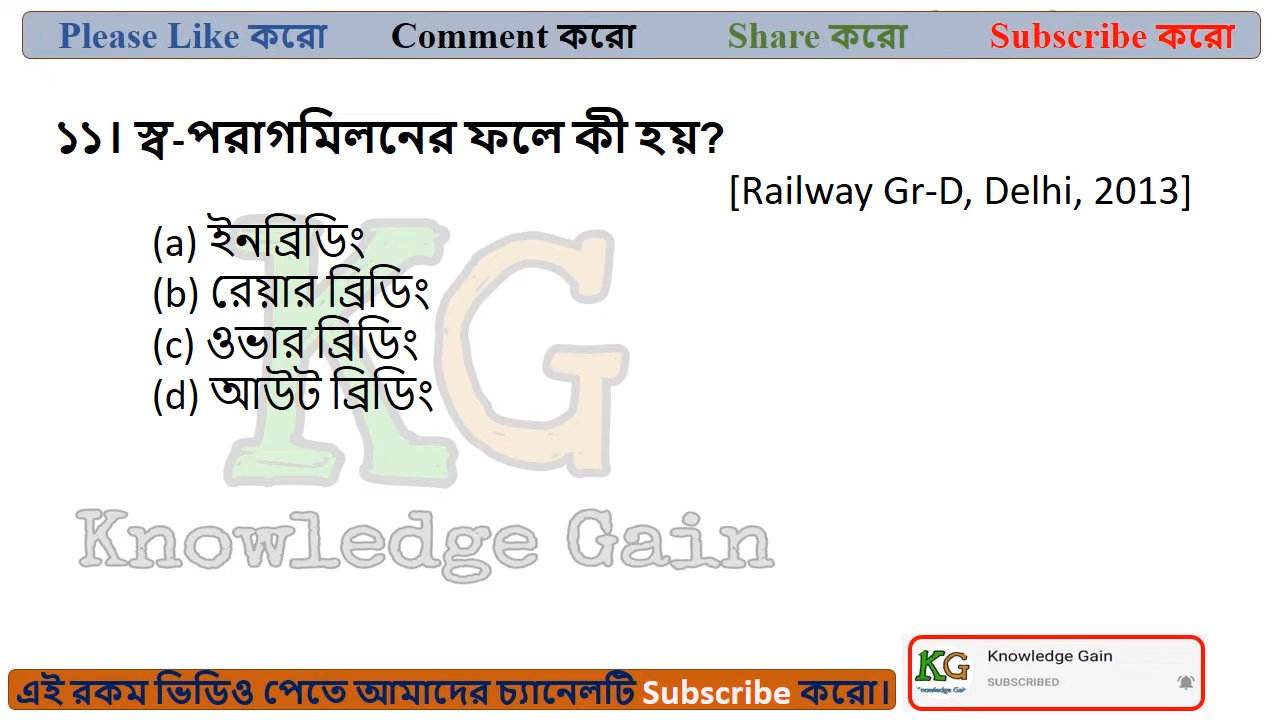 Please Like করো Comment করো Share করো Subscribe করো
১১। স্ব-পরাগমিলনের ফলে কী হয়?
[Railway Gr-D, Delhi, 2013]
(a) ইনব্রিডিং
(b) রেয়ার ব্রিডিং
(c) ওভার ব্রিডিং
(d) আউট ব্রিডিং
KG
Knowledge Gain
এই রকম ভিডিও পেতে আমাদের চ্যানেলটি Subscribe করো।
KG
Knowledge Gain
SUBSCRIBED